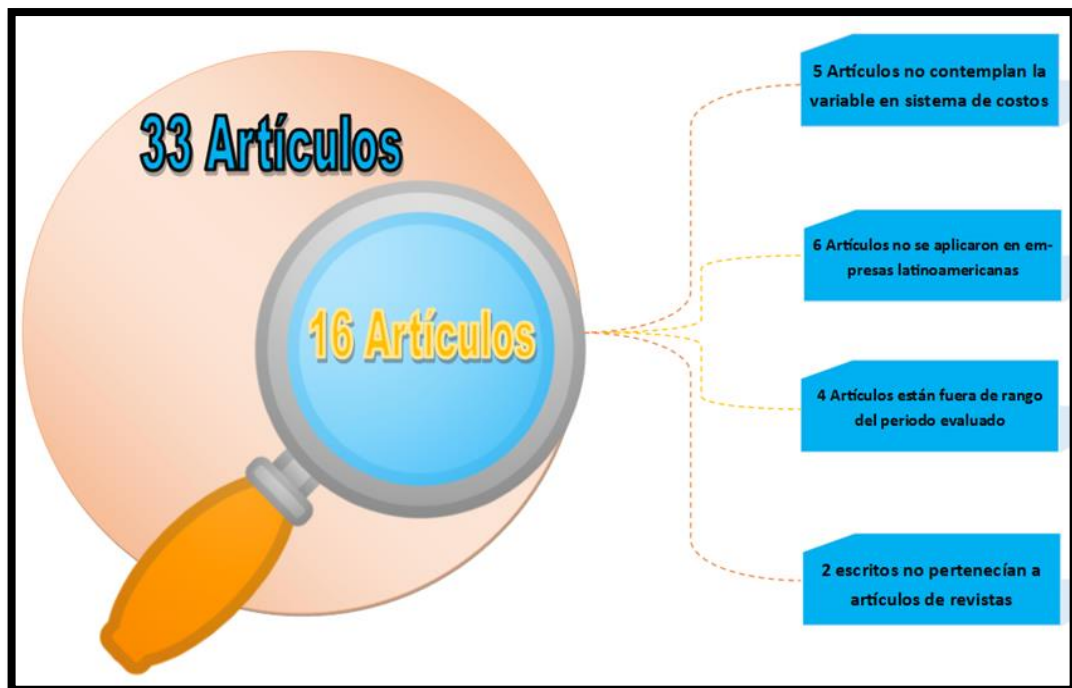 33 Artículos
16 Artículos
5 Artículos no contemplan la
variable en sistema de costos
6 Artículos no se aplicaron en em-
presas latinoamericanas
4 Artículos están fuera de rango
del periodo evaluado
2 escritos no pertenecían a
artículos de revistas